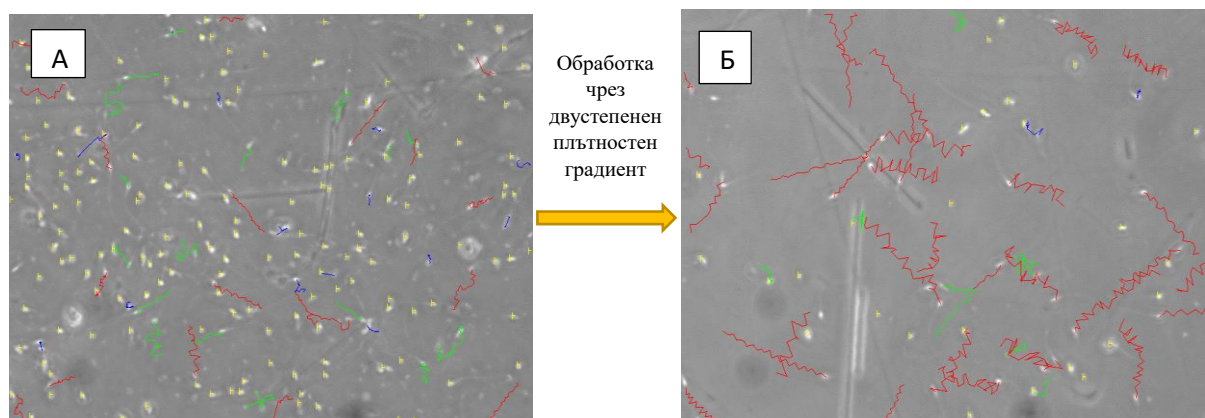 А
Обработка
чрез
двустепенен
плътностен
градиент
Б